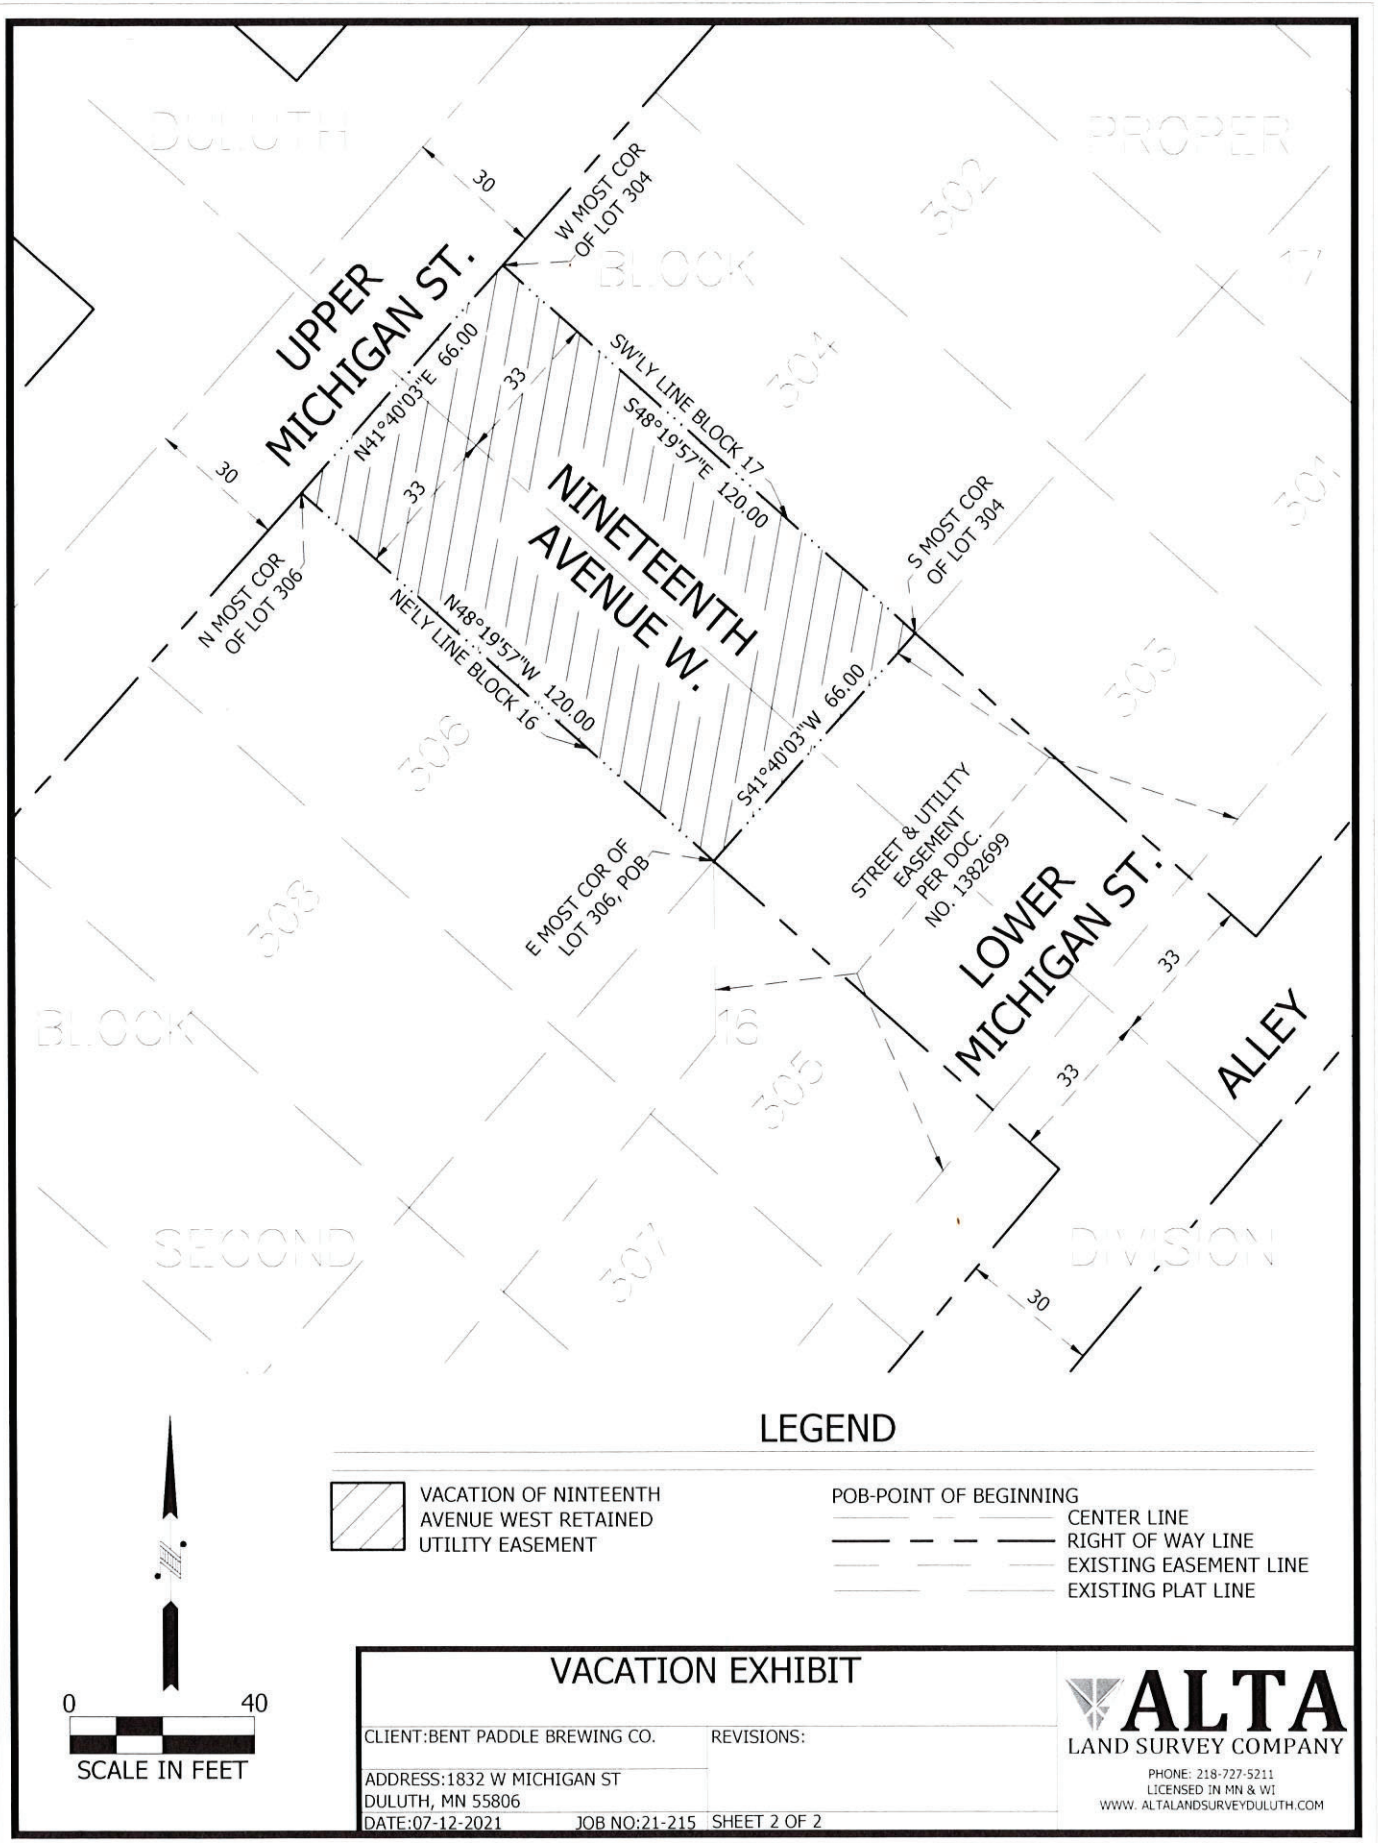 DULUTH
PROPER
30
W MOST COR
OF LOT 304
302
BLOCK
17
UPPER
MICHIGAN ST.
N41°40'03"E 66.00
33
33
SW'LY LINE BLOCK 17
S48°19'57"E 120.00
304
301
30
NINETEENTH
AVENUE W.
S MOST COR
OF LOT 304
N MOST COR
OF LOT 306
N48°19'57"W 120.00
NE'LY LINE BLOCK 16
303
306
S41°40'03"W 66.00
STREET & UTILITY
EASEMENT
PER DOC.
NO. 1382699
E MOST COR OF
LOT 306, POB
308
LOWER
MICHIGAN ST.
33
33
ALLEY
BLOCK
16
305
SECOND
307
DIVISION
30
LEGEND
VACATION OF NINTEENTH
AVENUE WEST RETAINED
UTILITY EASEMENT
POB-POINT OF BEGINNING
CENTER LINE
RIGHT OF WAY LINE
EXISTING EASEMENT LINE
EXISTING PLAT LINE
0 40
SCALE IN FEET
VACATION EXHIBIT
CLIENT:BENT PADDLE BREWING CO.
REVISIONS:
ADDRESS:1832 W MICHIGAN ST
DULUTH, MN 55806
DATE:07-12-2021 JOB NO:21-215 SHEET 2 OF 2
ALTA
LAND SURVEY COMPANY
PHONE: 218-727-5211
LICENSED IN MN & WI
WWW. ALTALANDSURVEYDULUTH.COM